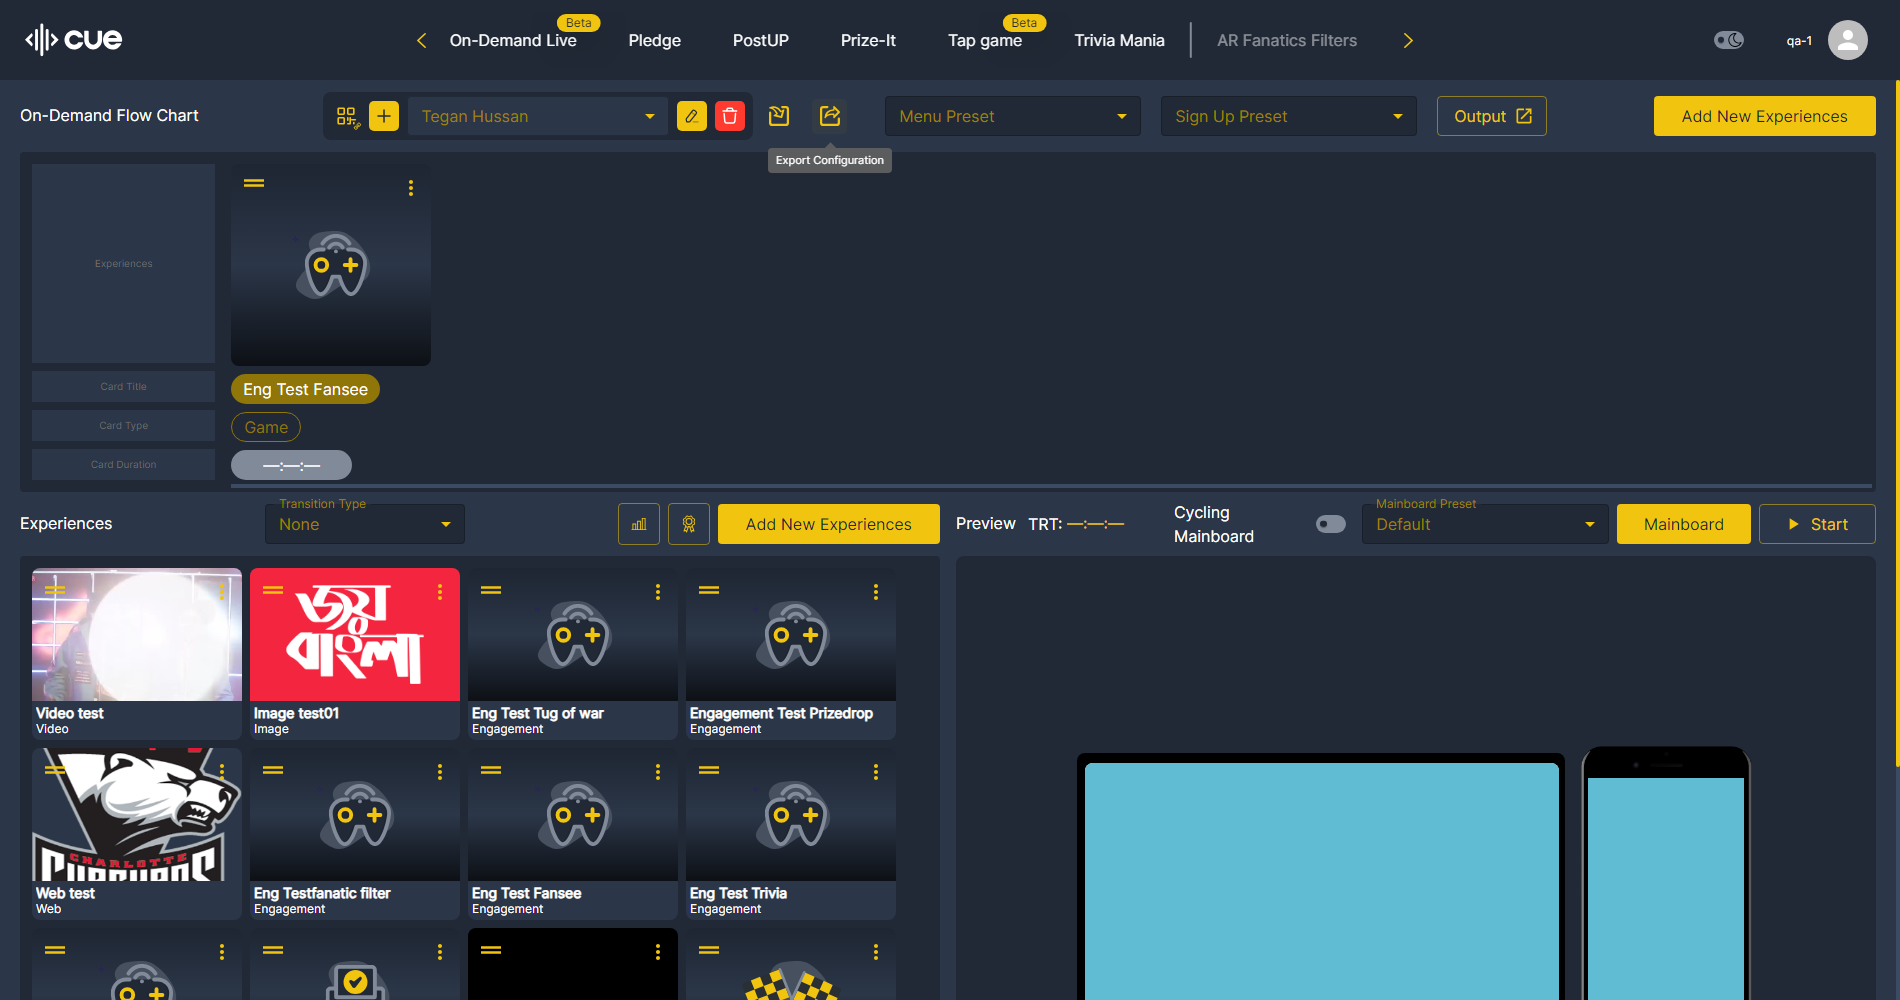 cue
On-Demand Live
Beta
Pledge
PostUP
Prize-It
Tap game
Beta
Trivia Mania
AR Fanatics Filters
qa-1
On-Demand Flow Chart
Tegan Hussan
Menu Preset
Sign Up Preset
Output
Add New Experiences
Export Configuration
Experiences
Card Title
Eng Test Fansee
Card Type
Game
Card Duration
—:—:—
Experiences
Transition Type
None
Add New Experiences
Preview
TRT: —:—:—
Cycling
Mainboard
Mainboard Preset
Default
Mainboard
Start
জয়
বাংলা
Video test
Video
Image test01
Image
Eng Test Tug of war
Engagement
Engagement Test Prizedrop
Engagement
CHARLOTTE
Web test
Web
Eng Testfanatic filter
Engagement
Eng Test Fansee
Engagement
Eng Test Trivia
Engagement